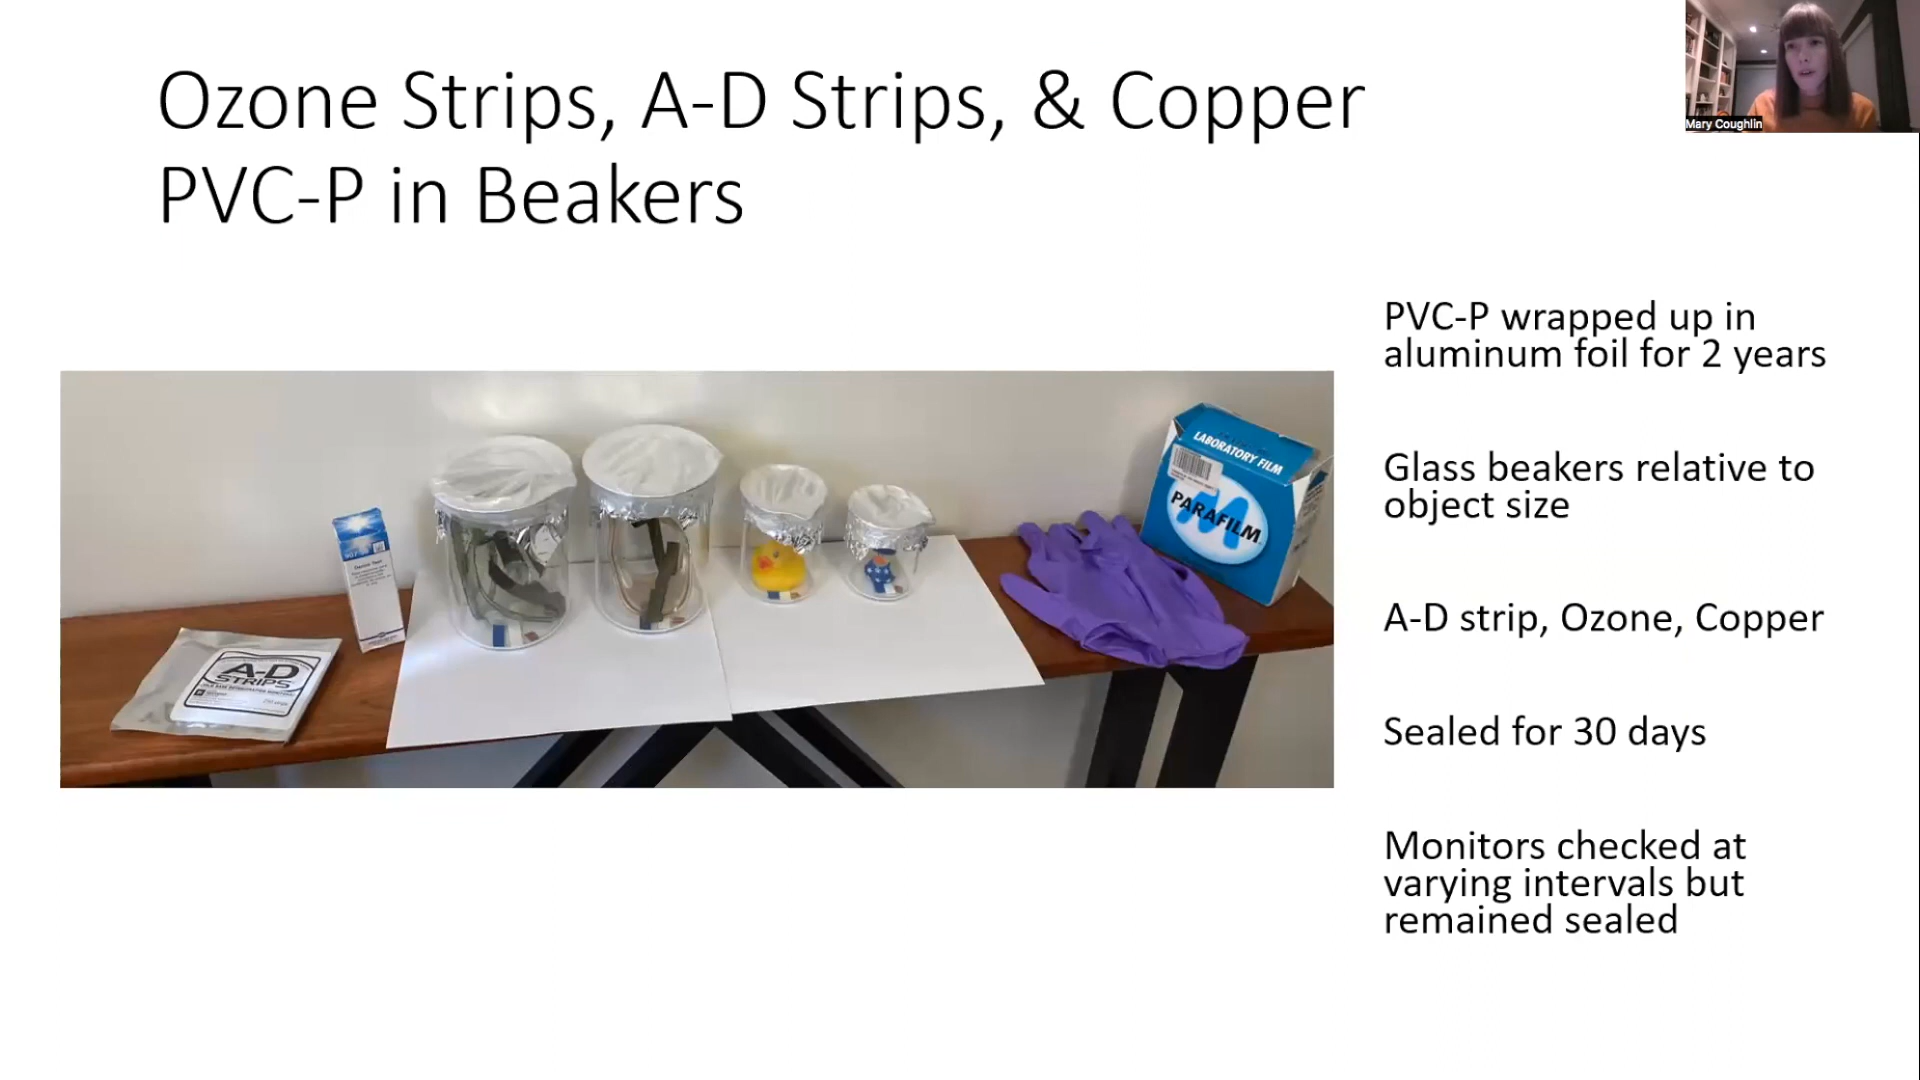 Ozone Strips, A-D Strips, & Copper
PVC-P in Beakers
Mary Coughlin
PVC-P wrapped up in
aluminum foil for 2 years
Glass beakers relative to
object size
A-D strip, Ozone, Copper
Sealed for 30 days
Monitors checked at
varying intervals but
remained sealed
LABORATORY FILM
PARAFILM
A-D
STRIPS